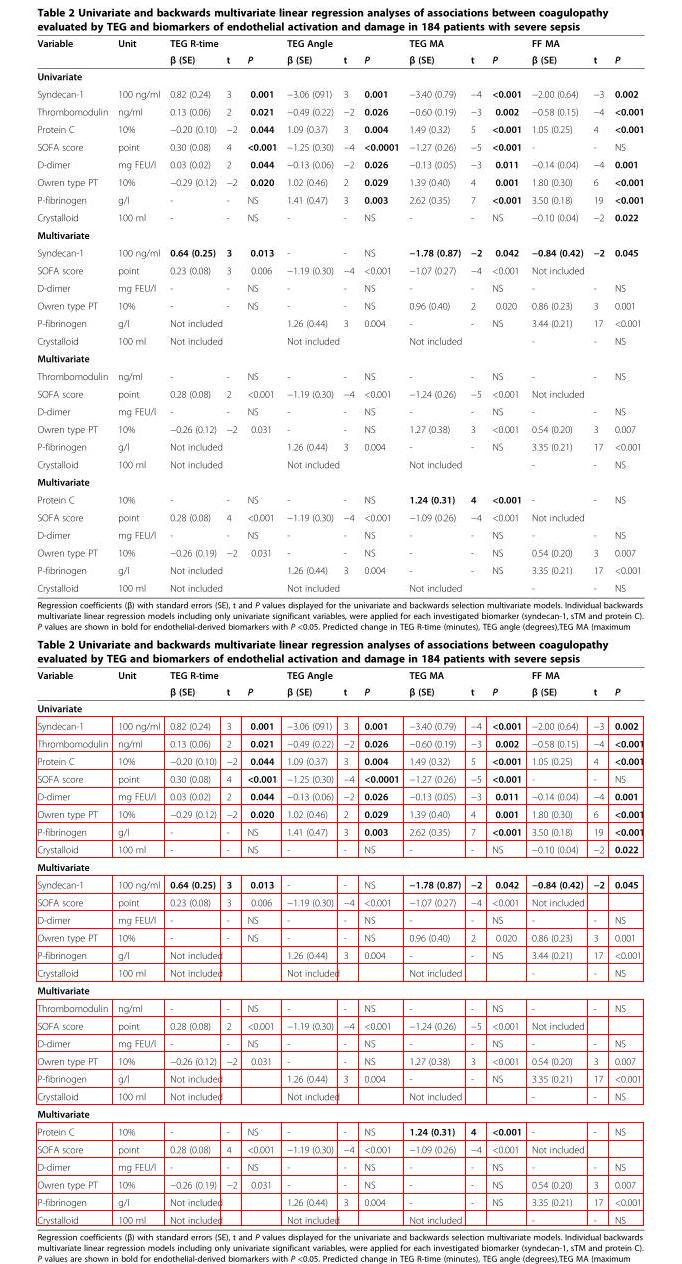 Table 2 Univariate and backwards multivariate linear regression analyses of associations between coagulopathy
evaluated by TEG and biomarkers of endothelial activation and damage in 184 patients with severe sepsis
Variable Unit TEG R-time TEG Angle TEG MA FF MA
β (SE) t P β (SE) t P β (SE) t P β (SE) t P
Univariate
Syndecan-1 100 ng/ml 0.82 (0.24) 3 0.001 −3.06 (091) 3 0.001 −3.40 (0.79) −4 <0.001 −2.00 (0.64) −3 0.002
Thrombomodulin ng/ml 0.13 (0.06) 2 0.021 −0.49 (0.22) −2 0.026 −0.60 (0.19) −3 0.002 −0.58 (0.15) −4 <0.001
Protein C 10% −0.20 (0.10) −2 0.044 1.09 (0.37) 3 0.004 1.49 (0.32) 5 <0.001 1.05 (0.25) 4 <0.001
SOFA score point 0.30 (0.08) 4 <0.001 −1.25 (0.30) −4 <0.0001 −1.27 (0.26) −5 <0.001 - - NS
D-dimer mg FEU/l 0.03 (0.02) 2 0.044 −0.13 (0.06) −2 0.026 −0.13 (0.05) −3 0.011 −0.14 (0.04) −4 0.001
Owren type PT 10% −0.29 (0.12) −2 0.020 1.02 (0.46) 2 0.029 1.39 (0.40) 4 0.001 1.80 (0.30) 6 <0.001
P-fibrinogen g/l - - NS 1.41 (0.47) 3 0.003 2.62 (0.35) 7 <0.001 3.50 (0.18) 19 <0.001
Crystalloid 100 ml - - NS - - NS - - NS −0.10 (0.04) −2 0.022
Multivariate
Syndecan-1 100 ng/ml 0.64 (0.25) 3 0.013 - - NS −1.78 (0.87) −2 0.042 −0.84 (0.42) −2 0.045
SOFA score point 0.23 (0.08) 3 0.006 −1.19 (0.30) −4 <0.001 −1.07 (0.27) −4 <0.001 Not included
D-dimer mg FEU/l - - NS - - NS - - NS - - NS
Owren type PT 10% - - NS - - NS 0.96 (0.40) 2 0.020 0.86 (0.23) 3 0.001
P-fibrinogen g/l Not included 1.26 (0.44) 3 0.004 - - NS 3.44 (0.21) 17 <0.001
Crystalloid 100 ml Not included Not included Not included - - NS
Multivariate
Thrombomodulin ng/ml - - NS - - NS - - NS - - NS
SOFA score point 0.28 (0.08) 2 <0.001 −1.19 (0.30) −4 <0.001 −1.24 (0.26) −5 <0.001 Not included
D-dimer mg FEU/l - - NS - - NS - - NS - - NS
Owren type PT 10% −0.26 (0.12) −2 0.031 - - NS 1.27 (0.38) 3 <0.001 0.54 (0.20) 3 0.007
P-fibrinogen g/l Not included 1.26 (0.44) 3 0.004 - - NS 3.35 (0.21) 17 <0.001
Crystalloid 100 ml Not included Not included Not included - - NS
Multivariate
Protein C 10% - - NS - - NS 1.24 (0.31) 4 <0.001 - - NS
SOFA score point 0.28 (0.08) 4 <0.001 −1.19 (0.30) −4 <0.001 −1.09 (0.26) −4 <0.001 Not included
D-dimer mg FEU/l - - NS - - NS - - NS - - NS
Owren type PT 10% −0.26 (0.19) −2 0.031 - - NS - - NS 0.54 (0.20) 3 0.007
P-fibrinogen g/l Not included 1.26 (0.44) 3 0.004 - - NS 3.35 (0.21) 17 <0.001
Crystalloid 100 ml Not included Not included Not included - - NS
Regression coefficients (β) with standard errors (SE), t and P values displayed for the univariate and backwards selection multivariate models. Individual backwards
multivariate linear regression models including only univariate significant variables, were applied for each investigated biomarker (syndecan-1, sTM and protein C).
P values are shown in bold for endothelial-derived biomarkers with P <0.05. Predicted change in TEG R-time (minutes), TEG angle (degrees),TEG MA (maximum
Table 2 Univariate and backwards multivariate linear regression analyses of associations between coagulopathy
evaluated by TEG and biomarkers of endothelial activation and damage in 184 patients with severe sepsis
Variable Unit TEG R-time TEG Angle TEG MA FF MA
β (SE) t P β (SE) t P β (SE) t P β (SE) t P
Univariate
Syndecan-1 100 ng/ml 0.82 (0.24) 3 0.001 −3.06 (091) 3 0.001 −3.40 (0.79) −4 <0.001 −2.00 (0.64) −3 0.002
Thrombomodulin ng/ml 0.13 (0.06) 2 0.021 −0.49 (0.22) −2 0.026 −0.60 (0.19) −3 0.002 −0.58 (0.15) −4 <0.001
Protein C 10% −0.20 (0.10) −2 0.044 1.09 (0.37) 3 0.004 1.49 (0.32) 5 <0.001 1.05 (0.25) 4 <0.001
SOFA score point 0.30 (0.08) 4 <0.001 −1.25 (0.30) −4 <0.0001 −1.27 (0.26) −5 <0.001 - - NS
D-dimer mg FEU/l 0.03 (0.02) 2 0.044 −0.13 (0.06) −2 0.026 −0.13 (0.05) −3 0.011 −0.14 (0.04) −4 0.001
Owren type PT 10% −0.29 (0.12) −2 0.020 1.02 (0.46) 2 0.029 1.39 (0.40) 4 0.001 1.80 (0.30) 6 <0.001
P-fibrinogen g/l - - NS 1.41 (0.47) 3 0.003 2.62 (0.35) 7 <0.001 3.50 (0.18) 19 <0.001
Crystalloid 100 ml - - NS - - NS - - NS −0.10 (0.04) −2 0.022
Multivariate
Syndecan-1 100 ng/ml 0.64 (0.25) 3 0.013 - - NS −1.78 (0.87) −2 0.042 −0.84 (0.42) −2 0.045
SOFA score point 0.23 (0.08) 3 0.006 −1.19 (0.30) −4 <0.001 −1.07 (0.27) −4 <0.001 Not included
D-dimer mg FEU/l - - NS - - NS - - NS - - NS
Owren type PT 10% - - NS - - NS 0.96 (0.40) 2 0.020 0.86 (0.23) 3 0.001
P-fibrinogen g/l Not included 1.26 (0.44) 3 0.004 - - NS 3.44 (0.21) 17 <0.001
Crystalloid 100 ml Not included Not included Not included - - NS
Multivariate
Thrombomodulin ng/ml - - NS - - NS - - NS - - NS
SOFA score point 0.28 (0.08) 2 <0.001 −1.19 (0.30) −4 <0.001 −1.24 (0.26) −5 <0.001 Not included
D-dimer mg FEU/l - - NS - - NS - - NS - - NS
Owren type PT 10% −0.26 (0.12) −2 0.031 - - NS 1.27 (0.38) 3 <0.001 0.54 (0.20) 3 0.007
P-fibrinogen g/l Not included 1.26 (0.44) 3 0.004 - - NS 3.35 (0.21) 17 <0.001
Crystalloid 100 ml Not included Not included Not included - - NS
Multivariate
Protein C 10% - - NS - - NS 1.24 (0.31) 4 <0.001 - - NS
SOFA score point 0.28 (0.08) 4 <0.001 −1.19 (0.30) −4 <0.001 −1.09 (0.26) −4 <0.001 Not included
D-dimer mg FEU/l - - NS - - NS - - NS - - NS
Owren type PT 10% −0.26 (0.19) −2 0.031 - - NS - - NS 0.54 (0.20) 3 0.007
P-fibrinogen g/l Not included 1.26 (0.44) 3 0.004 - - NS 3.35 (0.21) 17 <0.001
Crystalloid 100 ml Not included Not included Not included - - NS
Regression coefficients (β) with standard errors (SE), t and P values displayed for the univariate and backwards selection multivariate models. Individual backwards
multivariate linear regression models including only univariate significant variables, were applied for each investigated biomarker (syndecan-1, sTM and protein C).
P values are shown in bold for endothelial-derived biomarkers with P <0.05. Predicted change in TEG R-time (minutes), TEG angle (degrees),TEG MA (maximum